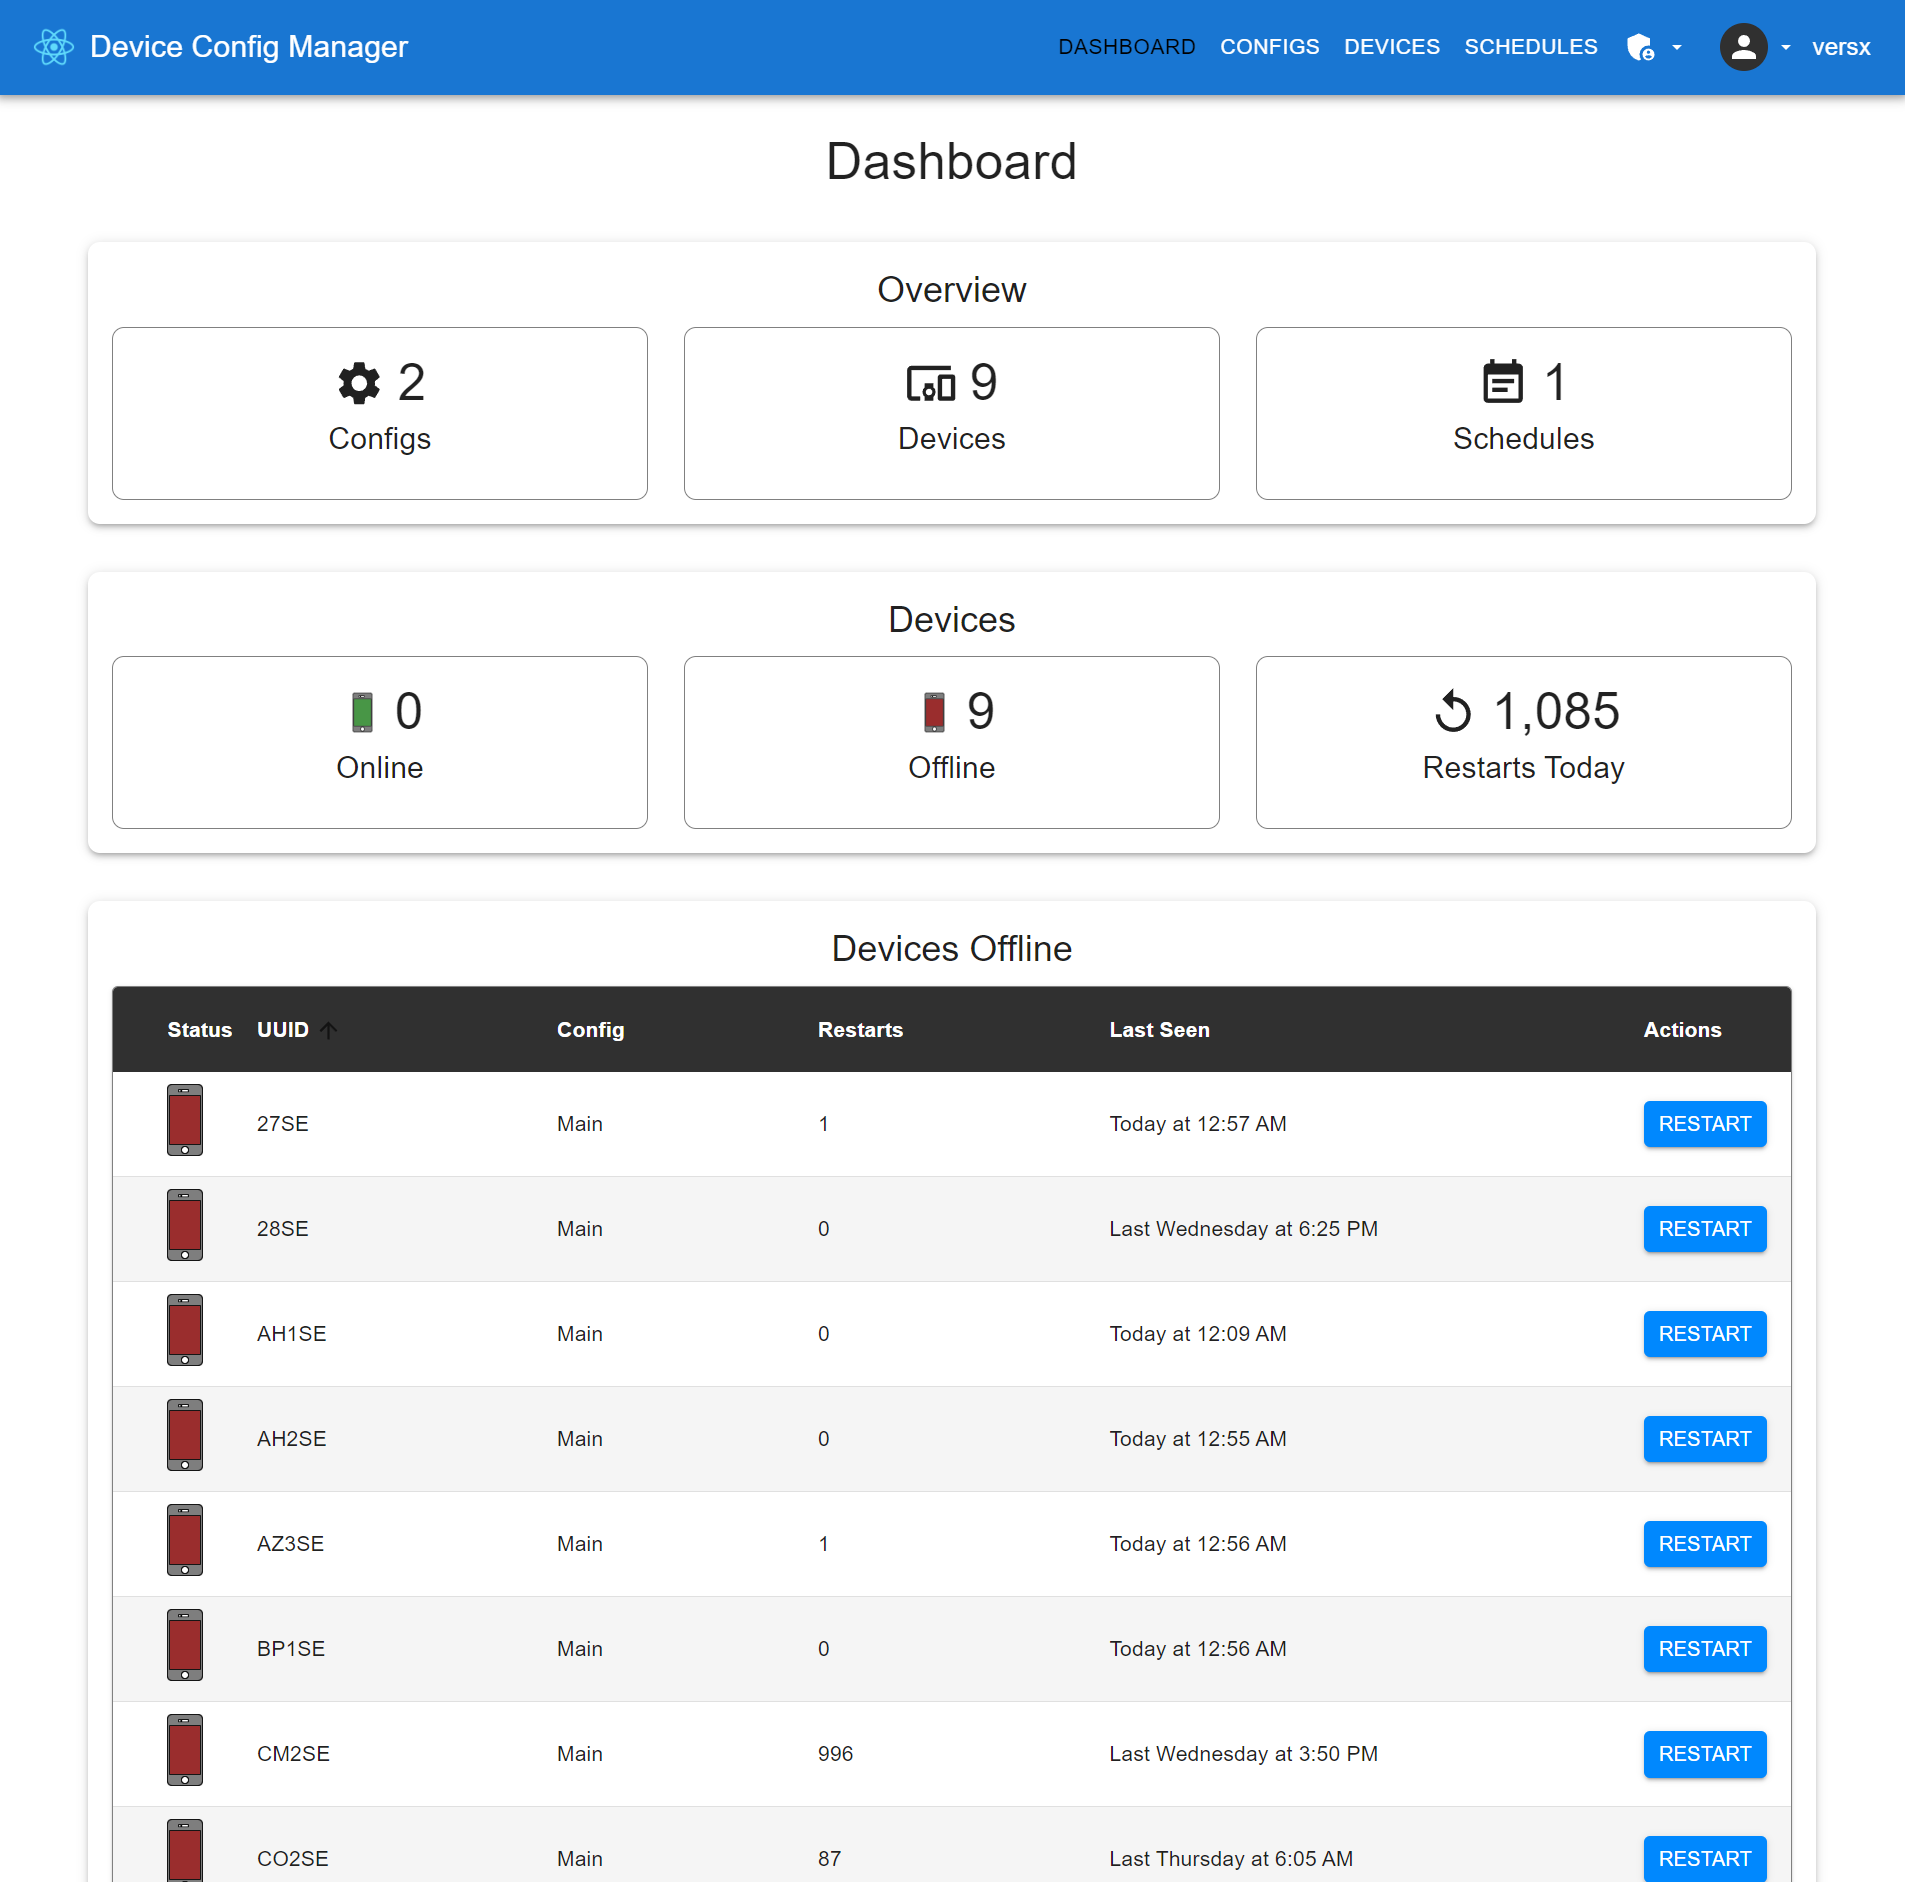 Device Config Manager
DASHBOARD CONFIGS DEVICES SCHEDULES versx
Dashboard
Overview
2
Configs
9
Devices
1
Schedules
Devices
0
Online
9
Offline
1,085
Restarts Today
Devices Offline
Status UUID Config Restarts Last Seen Actions
27SE Main 1 Today at 12:57 AM RESTART
28SE Main 0 Last Wednesday at 6:25 PM RESTART
AH1SE Main 0 Today at 12:09 AM RESTART
AH2SE Main 0 Today at 12:55 AM RESTART
AZ3SE Main 1 Today at 12:56 AM RESTART
BP1SE Main 0 Today at 12:56 AM RESTART
CM2SE Main 996 Last Wednesday at 3:50 PM RESTART
CO2SE Main 87 Last Thursday at 6:05 AM RESTART